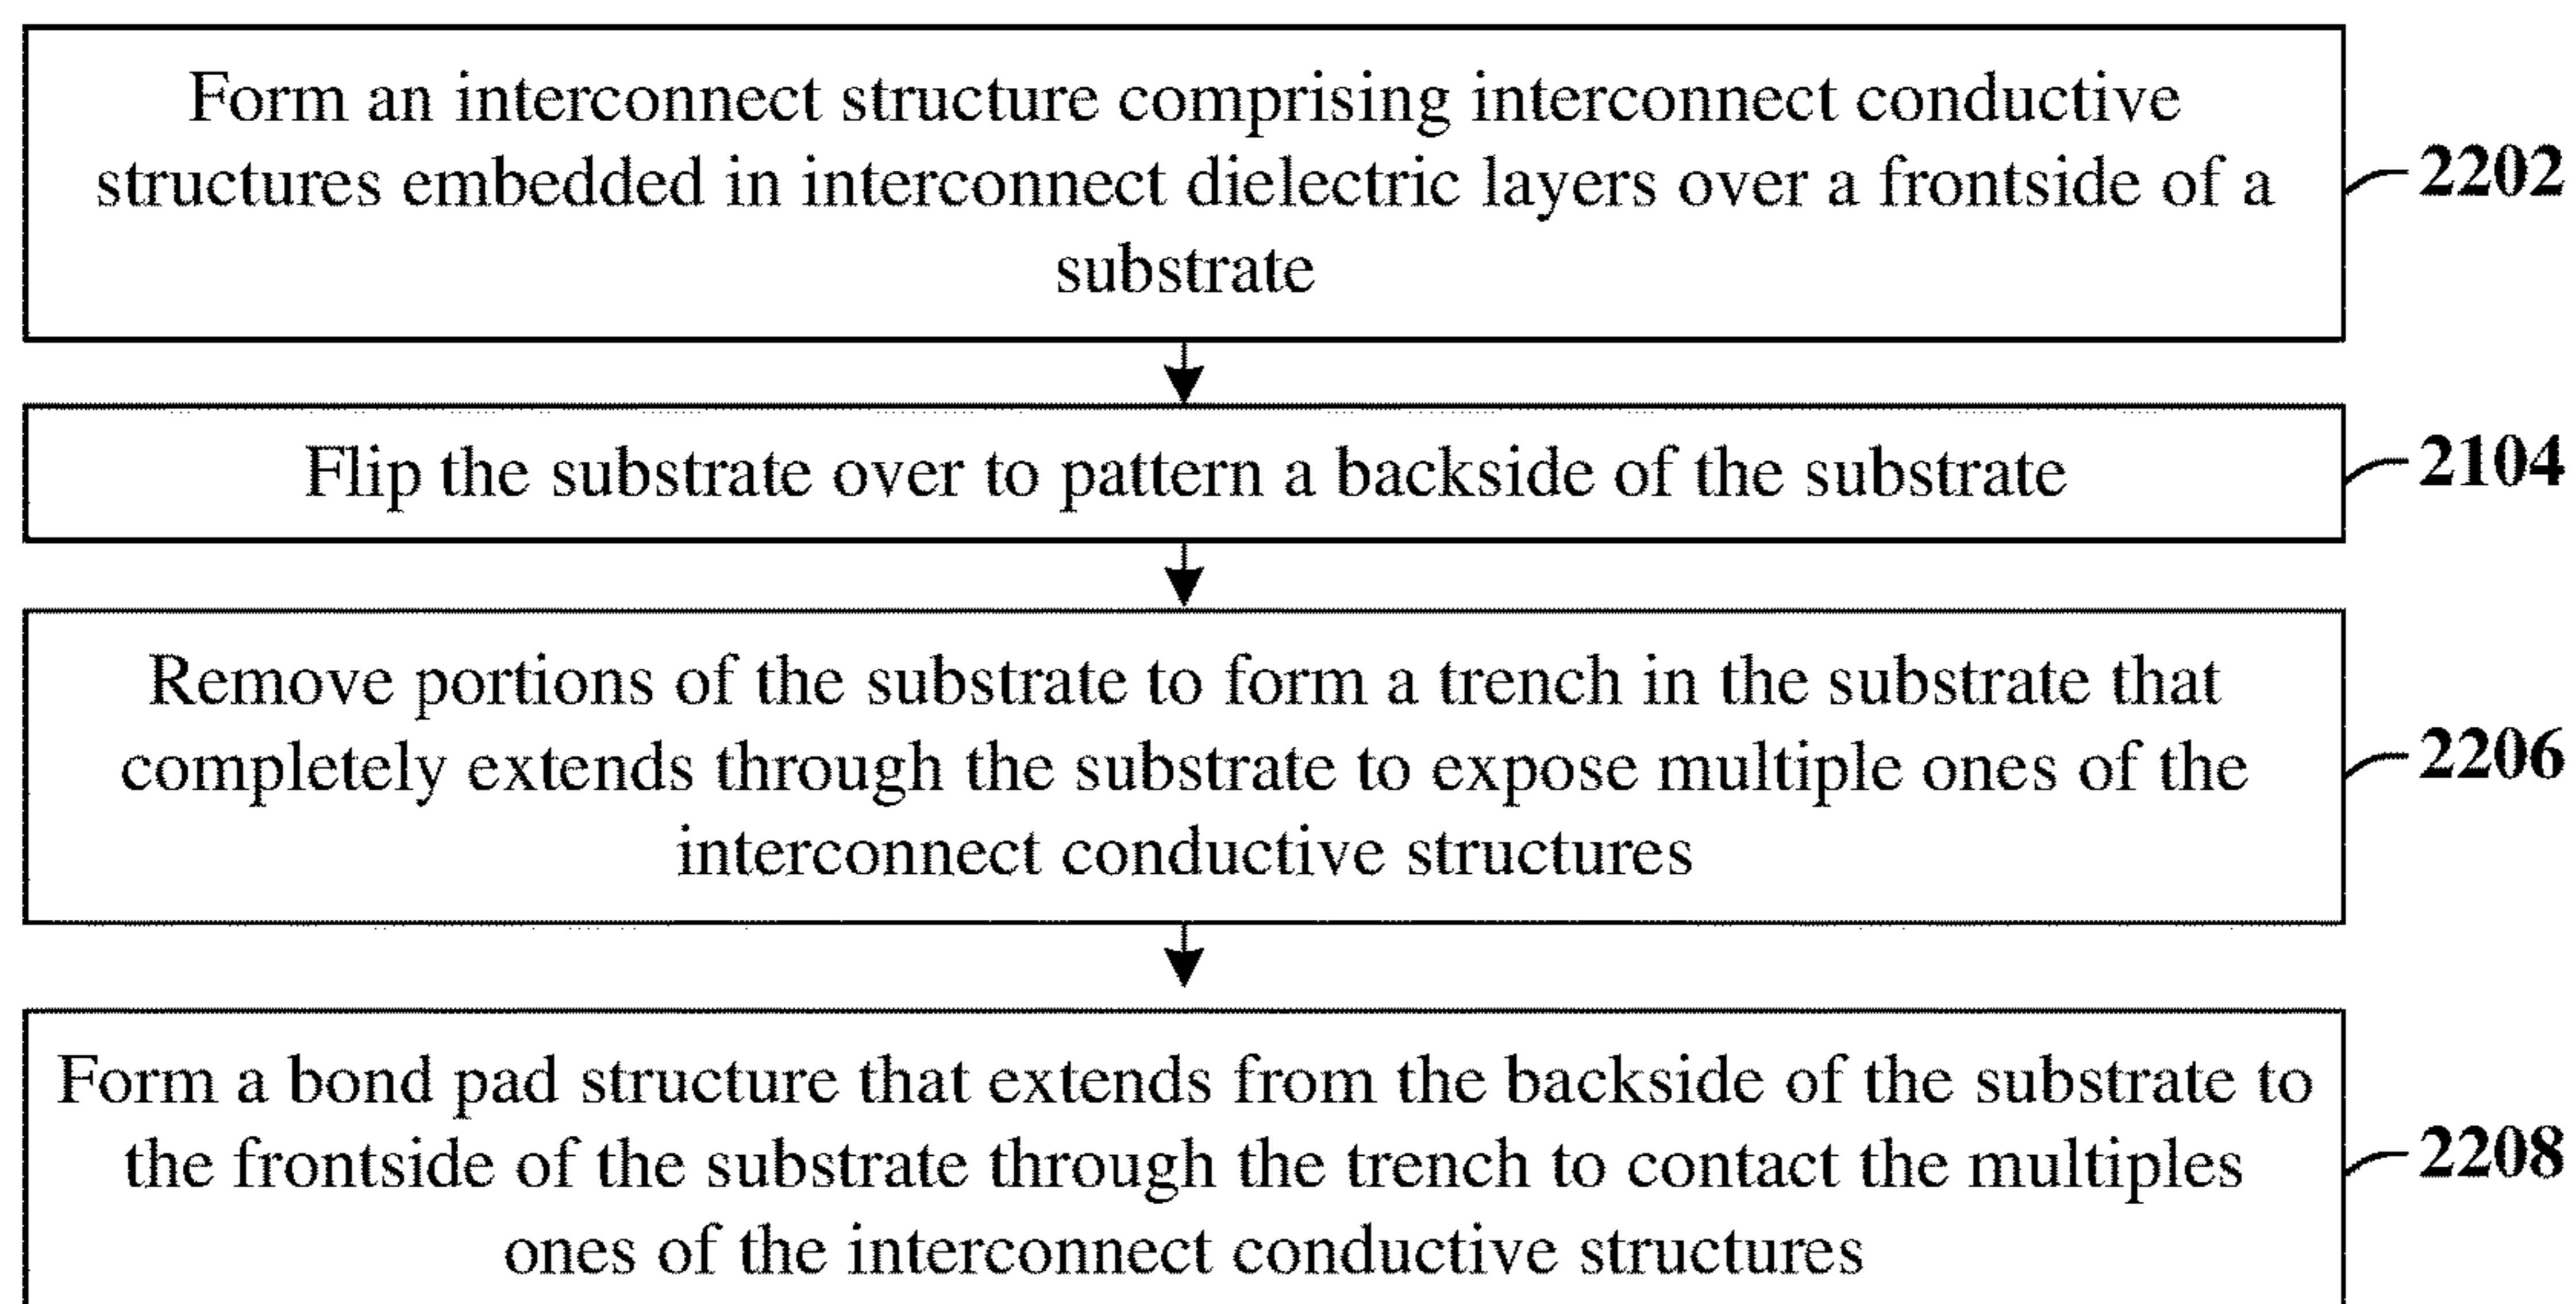 Form an interconnect structure comprising interconnect conductive
structures embedded in interconnect dielectric layers over a frontside of a
substrate
2202
Flip the substrate over to pattern a backside of the substrate
2104
Remove portions of the substrate to form a trench in the substrate that
completely extends through the substrate to expose multiple ones of the
interconnect conductive structures
2206
Form a bond pad structure that extends from the backside of the substrate to
the frontside of the substrate through the trench to contact the multiples
ones of the interconnect conductive structures
2208